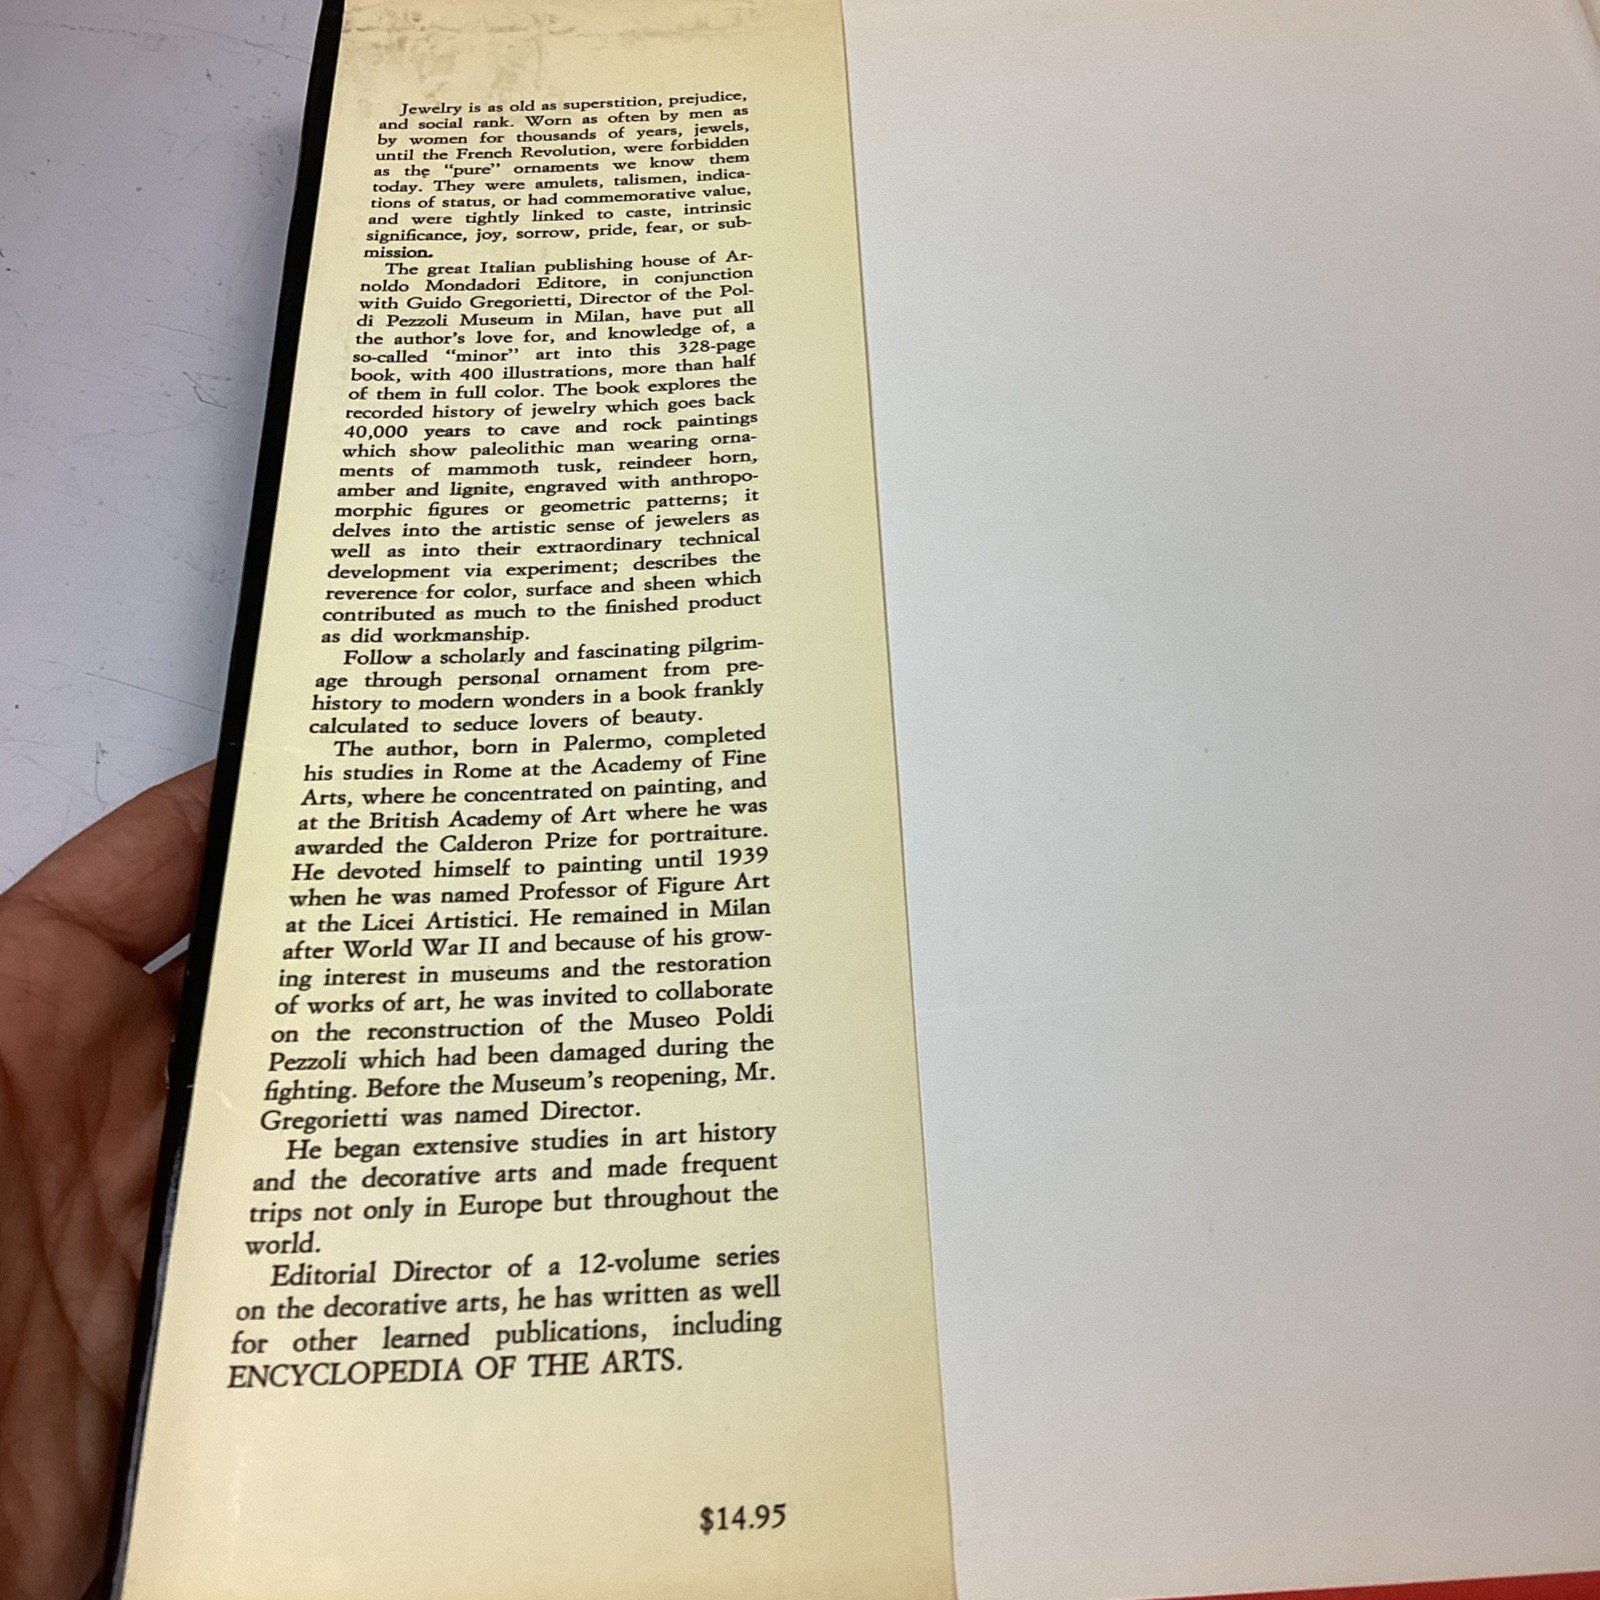 Jewelry is as old as superstition, prejudice,
and social rank. Worn as often by men as
by women for thousands of years, jewels,
until the French Revolution, were forbidden
as the "pure" ornaments we know them
today. They were amulets, talismen, indica-
tions of status, or had commemorative value,
and were tightly linked to caste, intrinsic
significance, joy, sorrow, pride, fear, or sub-
mission.
The great Italian publishing house of Ar-
noldo Mondadori Editore, in conjunction
with Guido Gregorietti, Director of the Pol-
di Pezzoli Museum in Milan, have put all
the author's love for, and knowledge of, a
so-called "minor" art into this 328-page
book, with 400 illustrations, more than half
of them in full color. The book explores the
recorded history of jewelry which goes back
40,000 years to cave and rock paintings
which show paleolithic man wearing orna-
ments of mammoth tusk, reindeer horn,
amber and lignite, engraved with anthropo-
morphic figures or geometric patterns; it
delves into the artistic sense of jewelers as
well as into their extraordinary technical
development via experiment; describes the
reverence for color, surface and sheen which
contributed as much to the finished product
as did workmanship.
Follow a scholarly and fascinating pilgrim-
age through personal ornament from pre-
history to modern wonders in a book frankly
calculated to seduce lovers of beauty.
The author, born in Palermo, completed
his studies in Rome at the Academy of Fine
Arts, where he concentrated on painting, and
at the British Academy of Art where he was
awarded the Calderon Prize for portraiture.
He devoted himself to painting until 1939
when he was named Professor of Figure Art
at the Licei Artistici. He remained in Milan
after World War II and because of his grow-
ing interest in museums and the restoration
of works of art, he was invited to collaborate
on the reconstruction of the Museo Poldi
Pezzoli which had been damaged during the
fighting. Before the Museum's reopening, Mr.
Gregorietti was named Director.
He began extensive studies in art history
and the decorative arts and made frequent
trips not only in Europe but throughout the
world.
Editorial Director of a 12-volume series
on the decorative arts, he has written as well
for other learned publications, including
ENCYCLOPEDIA OF THE ARTS.
$14.95